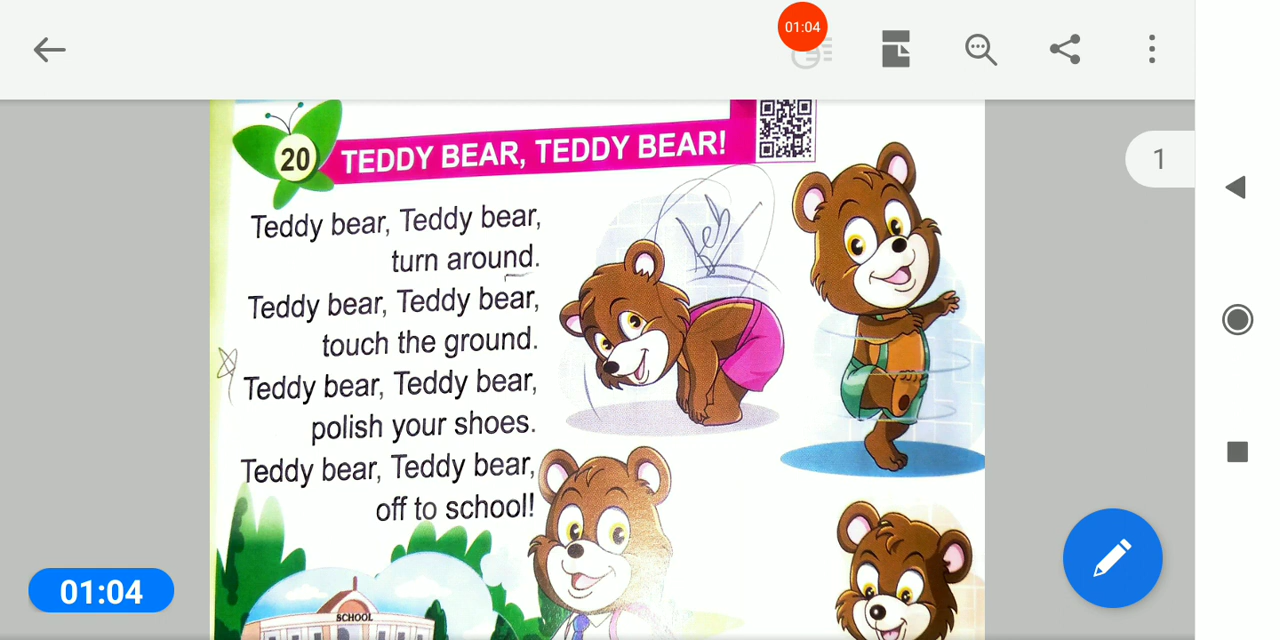 01:04
1
20
TEDDY BEAR, TEDDY BEAR!
Teddy bear, Teddy bear,
turn around.
Teddy bear, Teddy bear,
touch the ground.
Teddy bear, Teddy bear,
polish your shoes.
Teddy bear, Teddy bear,
off to school!
SCHOOL
01:04